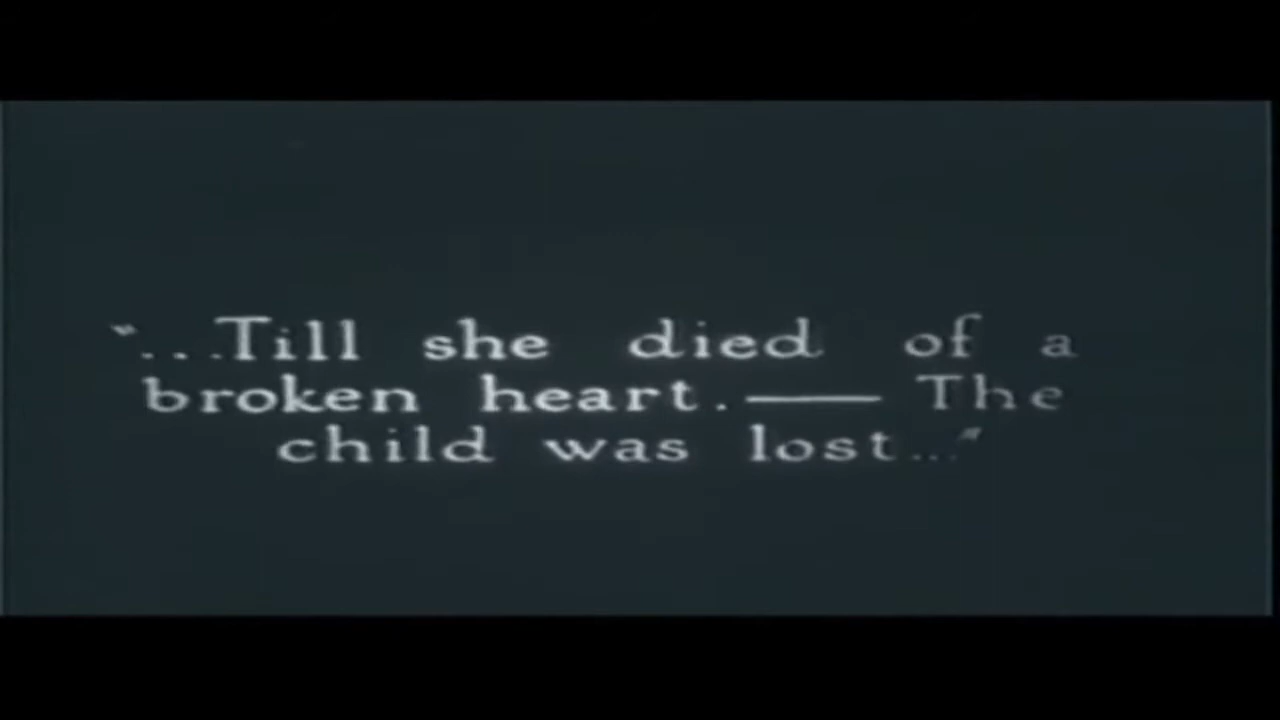 "...Till she died of a
broken heart.— The
child was lost..."